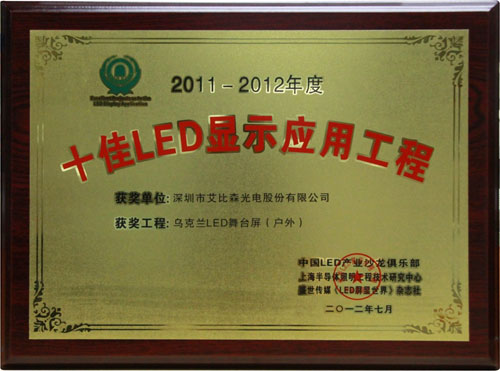 2011-2012年度
十佳LED显示应用工程
获奖单位:深圳市艾比森光电股份有限公司
获奖工程:乌克兰LED舞台屏(户外)
中国LED产业沙龙俱乐部
上海半导体照明工程技术研究中心
盛世传媒《LED屏显世界》杂志社
二〇一二年七月